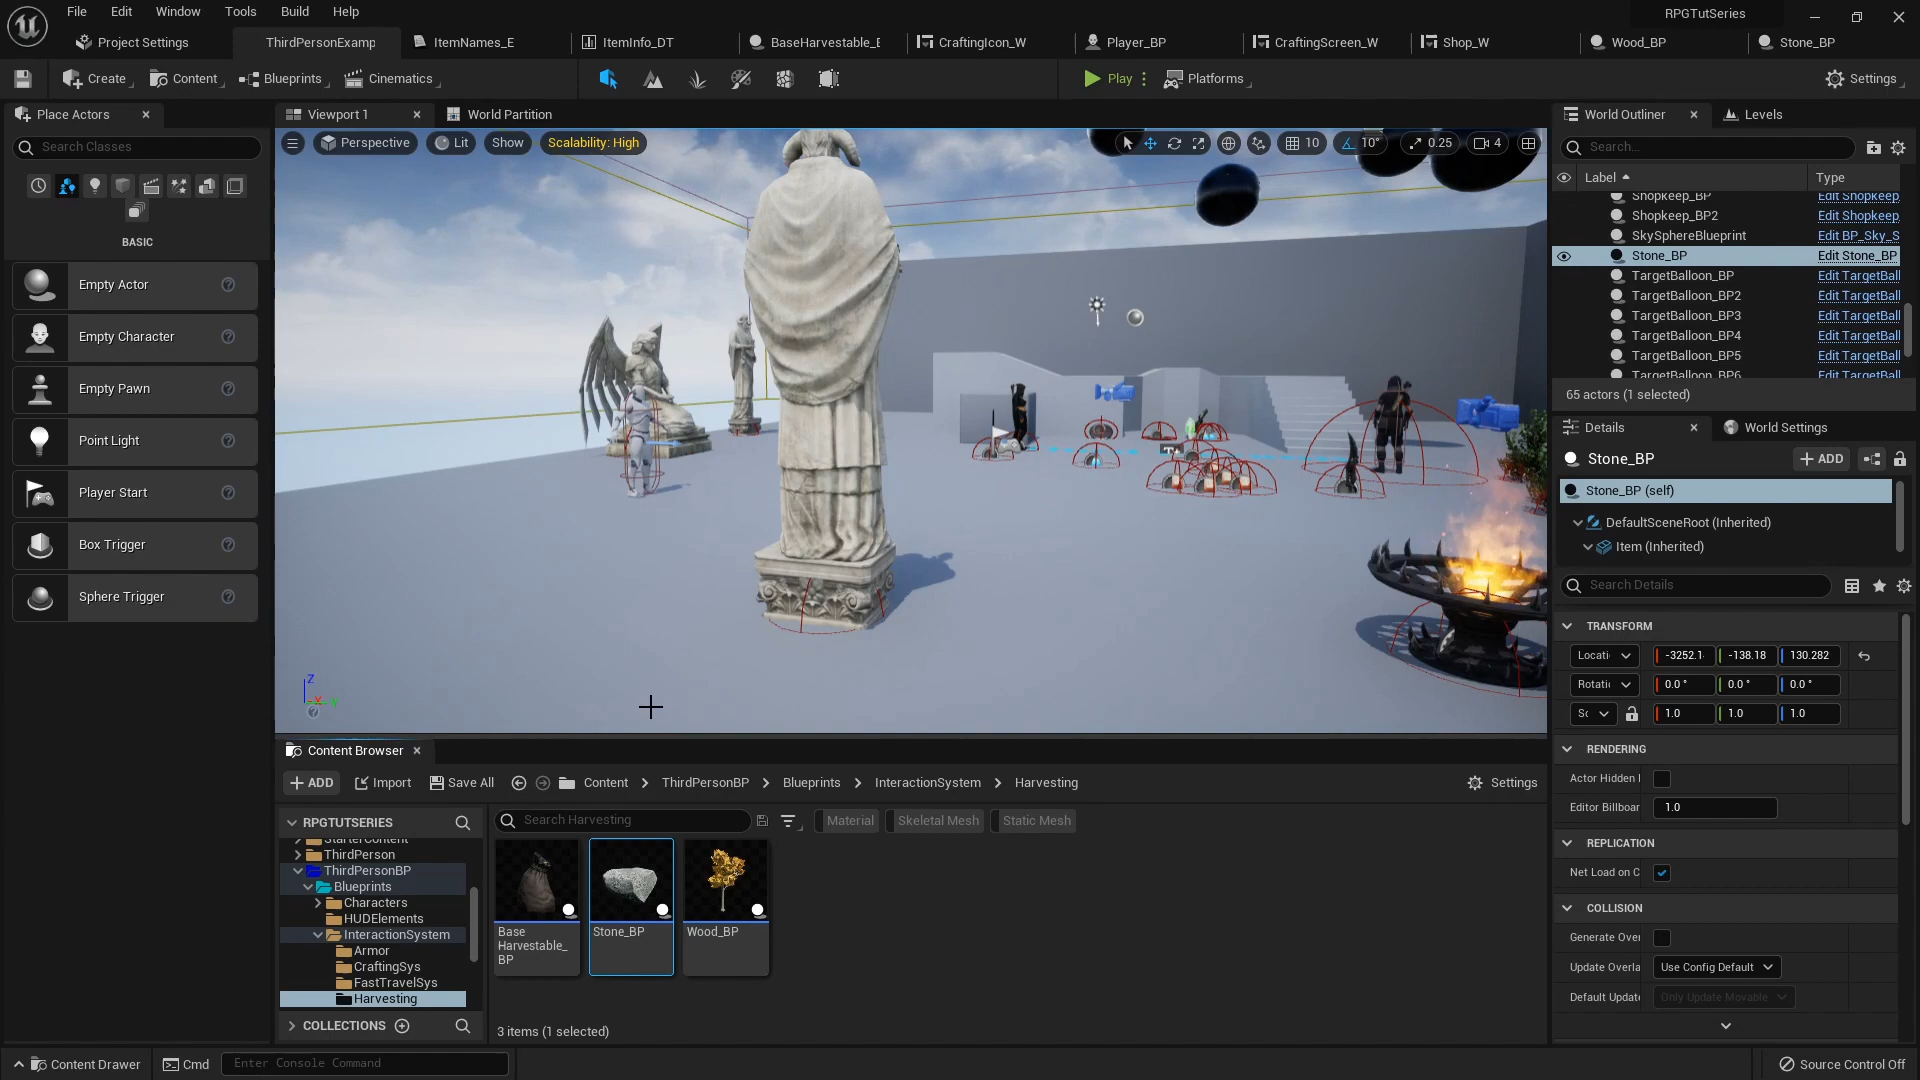 File Edit Window Tools Build Help
RPGTutSeries
Project Settings ThirdPersonExamp ItemNames_E ItemInfo_DT BaseHarvestable_E CraftingIcon_W Player_BP CraftingScreen_W Shop_W Wood_BP Stone_BP
Create Content Blueprints Cinematics Play Platforms Settings
Place Actors Viewport 1 World Partition World Outliner Levels
Search Classes
Perspective Lit Show Scalability: High 10 10° 0.25 4
Search...
Label Type
BASIC
Empty Actor
Empty Character
Empty Pawn
Point Light
Player Start
Box Trigger
Sphere Trigger
Shopkeep_BP Edit Shopkeep
Shopkeep_BP2 Edit Shopkeep
SkySphereBlueprint Edit BP_Sky_S
Stone_BP Edit Stone_BP
TargetBalloon_BP Edit TargetBall
TargetBalloon_BP2 Edit TargetBall
TargetBalloon_BP3 Edit TargetBall
TargetBalloon_BP4 Edit TargetBall
TargetBalloon_BP5 Edit TargetBall
TargetBalloon_BP6 Edit TargetBall
65 actors (1 selected)
Details World Settings
Stone_BP ADD
Stone_BP (self)
DefaultSceneRoot (Inherited)
Item (Inherited)
Search Details
TRANSFORM
Locati -3252.1 -138.18 130.282
Rotati 0.0 ° 0.0 ° 0.0 °
Sc 1.0 1.0 1.0
RENDERING
Actor Hidden I
Editor Billboar 1.0
REPLICATION
Net Load on C
COLLISION
Generate Over
Update Overla Use Config Default
Default Update Only Update Movable
Z
X Y
Content Browser
ADD Import Save All Content ThirdPersonBP Blueprints InteractionSystem Harvesting Settings
RPGTUTSERIES
StarterContent
ThirdPerson
ThirdPersonBP
Blueprints
Characters
HUDElements
InteractionSystem
Armor
CraftingSys
FastTravelSys
Harvesting
COLLECTIONS
Search Harvesting Material Skeletal Mesh Static Mesh
Base
Harvestable_
BP
Stone_BP
Wood_BP
3 items (1 selected)
Content Drawer Cmd Enter Console Command Source Control Off